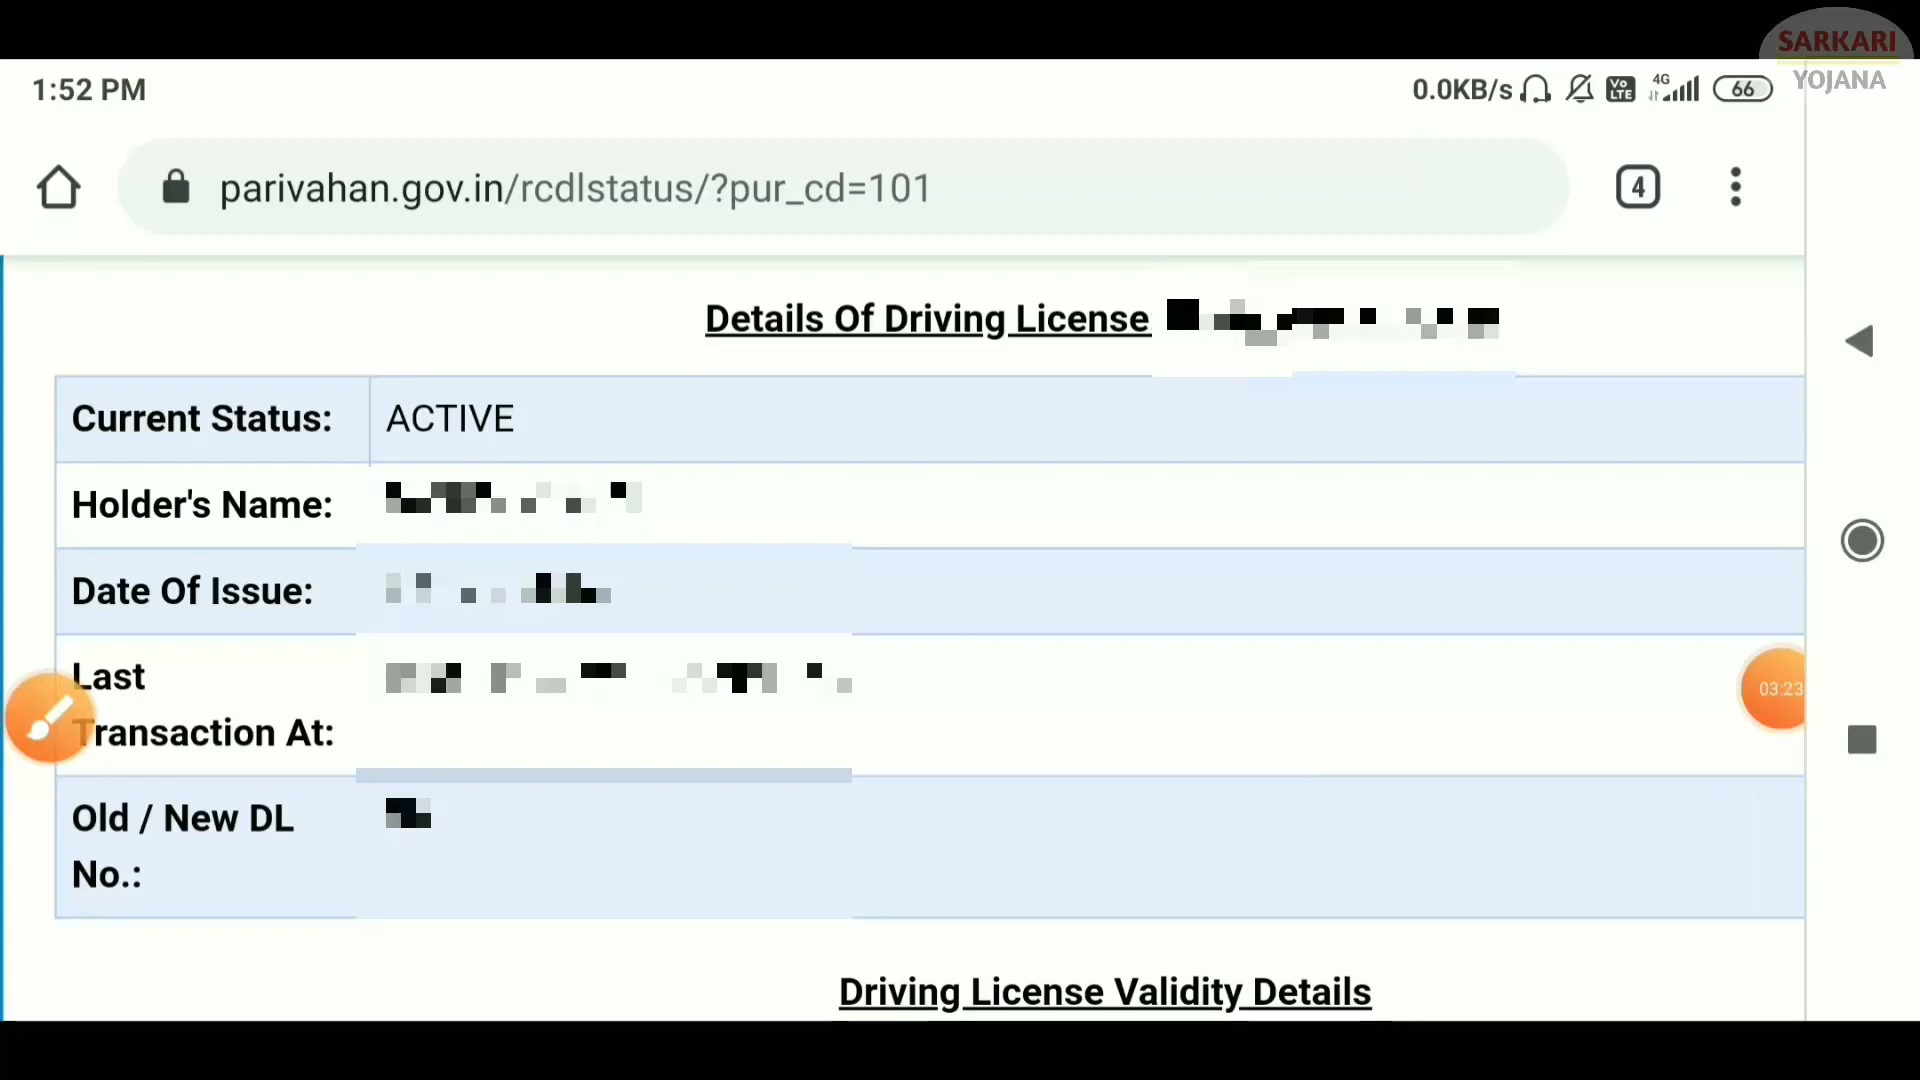 SARKARI
YOJANA
1:52 PM
0.0KB/s
Vo
LTE
4G
66
parivahan.gov.in/rcdlstatus/?pur_cd=101
4
Details Of Driving License
Current Status: ACTIVE
Holder's Name:
Date Of Issue:
Last
Transaction At:
03:23
Old / New DL
No.:
Driving License Validity Details